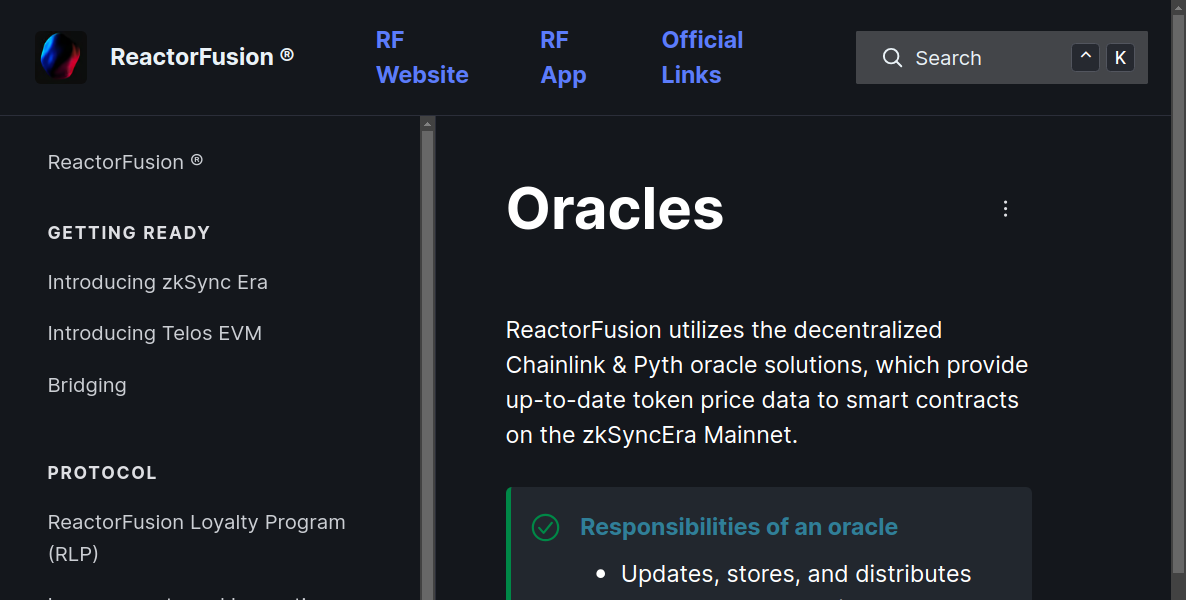 ReactorFusion ®
RF Website
RF App
Official Links
Search
^ K
ReactorFusion ®
GETTING READY
Introducing zkSync Era
Introducing Telos EVM
Bridging
PROTOCOL
ReactorFusion Loyalty Program
(RLP)
Oracles
ReactorFusion utilizes the decentralized
Chainlink & Pyth oracle solutions, which provide
up-to-date token price data to smart contracts
on the zkSyncEra Mainnet.
Responsibilities of an oracle
• Updates, stores, and distributes